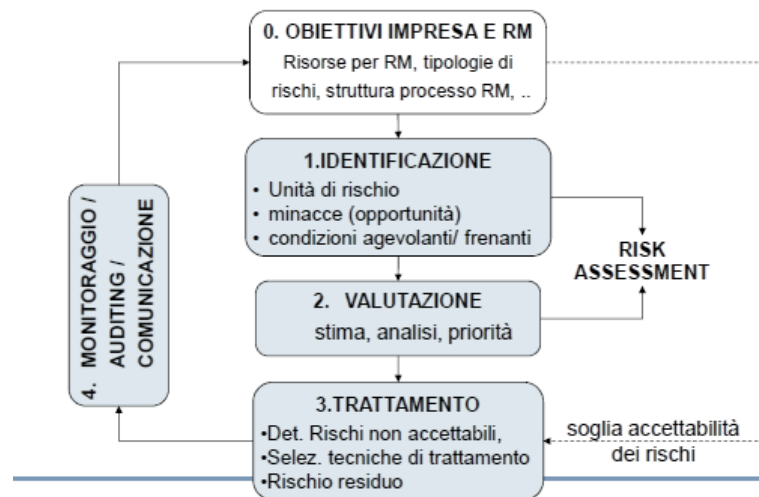 0. OBIETTIVI IMPRESA E RM
Risorse per RM, tipologie di
rischi, struttura processo RM, ..
1.IDENTIFICAZIONE
• Unità di rischio
• minacce (opportunità)
• condizioni agevolanti/ frenanti
RISK
ASSESSMENT
2. VALUTAZIONE
stima, analisi, priorità
3.TRATTAMENTO
•Det. Rischi non accettabili,
•Selez. tecniche di trattamento
•Rischio residuo
soglia accettabilità
dei rischi
4. MONITORAGGIO /
AUDITING /
COMUNICAZIONE